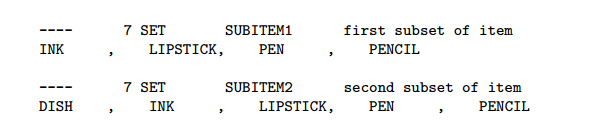 ---- 7 SET SUBITEM1 first subset of item
INK , LIPSTICK, PEN , PENCIL
---- 7 SET SUBITEM2 second subset of item
DISH , INK , LIPSTICK, PEN , PENCIL